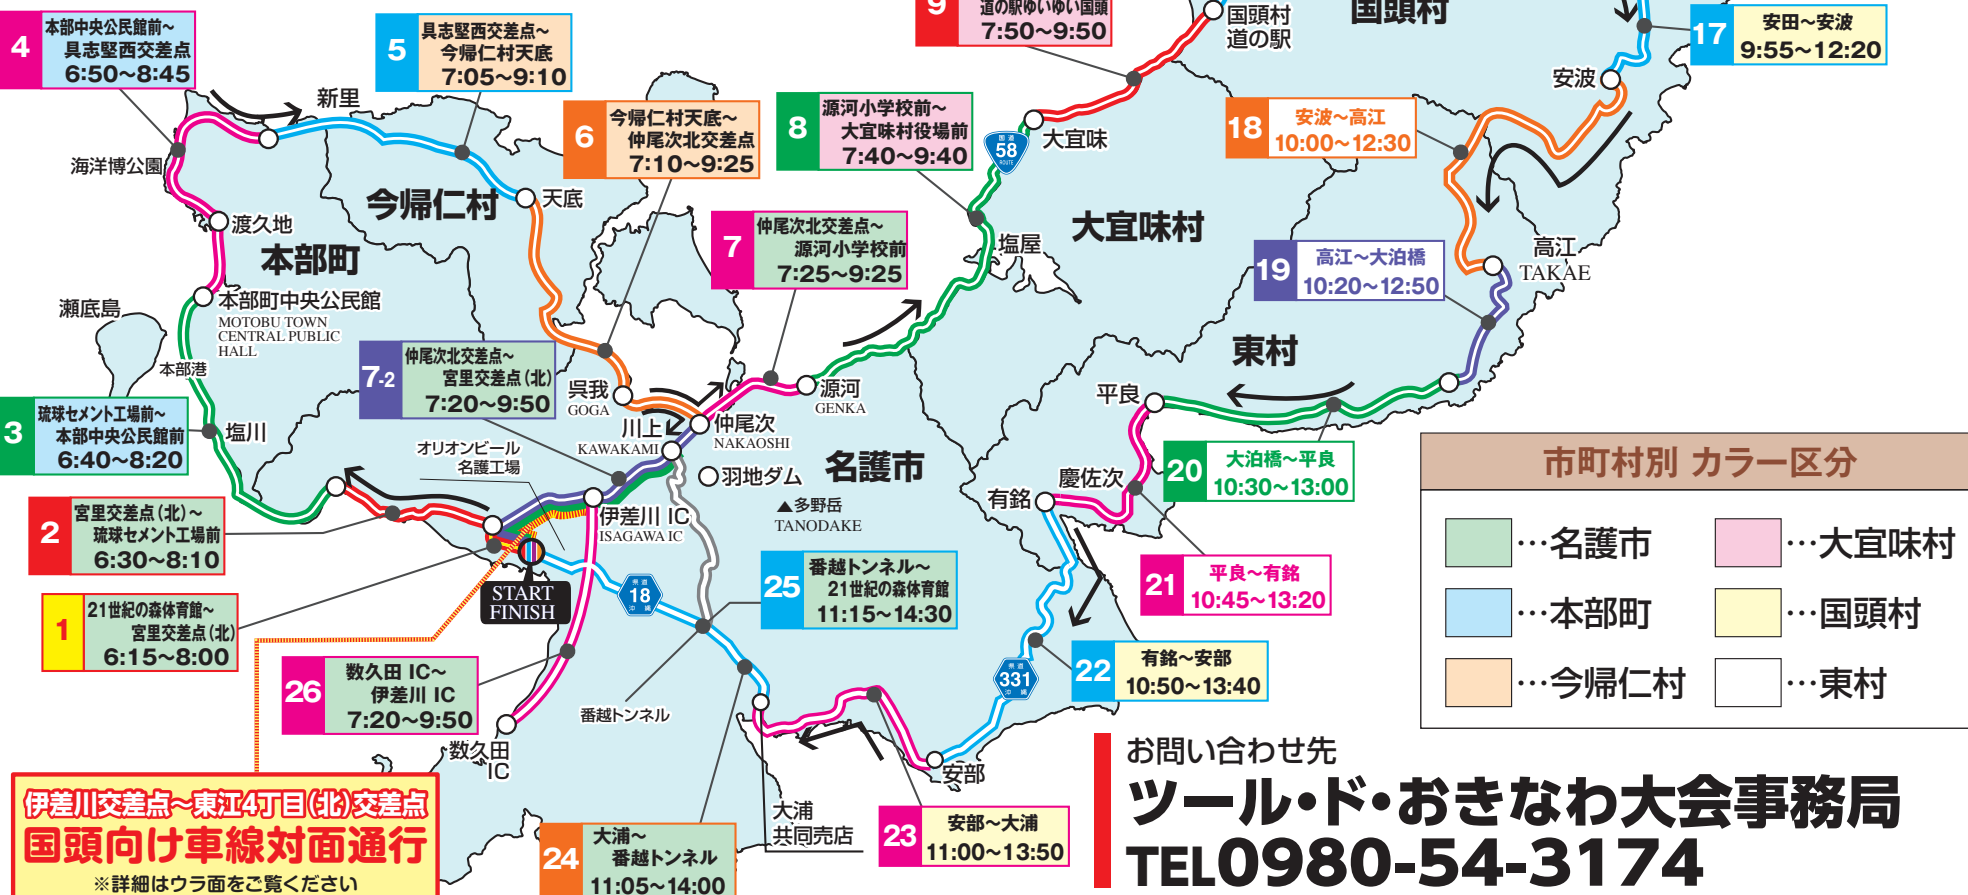 4
本部中央公民館前～
具志堅西交差点
6:50～8:45
5
具志堅西交差点～
今帰仁村天底
7:05～9:10
9
道の駅ゆいゆい国頭
7:50～9:50
国頭村
道の駅
国頭村
17
安田～安波
9:55～12:20
安波
新里
6
今帰仁村天底～
仲尾次北交差点
7:10～9:25
8
源河小学校前～
大宜味村役場前
7:40～9:40
国道
58
ROUTE
大宜味
18
安波～高江
10:00～12:30
海洋博公園
今帰仁村
天底
渡久地
本部町
7
仲尾次北交差点～
源河小学校前
7:25～9:25
塩屋
大宜味村
19
高江～大泊橋
10:20～12:50
高江
TAKAE
瀬底島
本部町中央公民館
MOTOBU TOWN
CENTRAL PUBLIC
HALL
本部港
7-2
仲尾次北交差点～
宮里交差点(北)
7:20～9:50
呉我
GOGA
源河
GENKA
東村
平良
3
琉球セメント工場前～
本部中央公民館前
6:40～8:20
塩川
オリオンビール
名護工場
川上
KAWAKAMI
仲尾次
NAKAOSHI
羽地ダム
名護市
▲多野岳
TANODAKE
有銘
慶佐次
20
大泊橋～平良
10:30～13:00
市町村別 カラー区分
…名護市
…大宜味村
…本部町
…国頭村
…今帰仁村
…東村
2
宮里交差点(北)～
琉球セメント工場前
6:30～8:10
伊差川 IC
ISAGAWA IC
START
FINISH
県道
18
沖縄
25
番越トンネル～
21世紀の森体育館
11:15～14:30
21
平良～有銘
10:45～13:20
1
21世紀の森体育館～
宮里交差点(北)
6:15～8:00
26
数久田 IC～
伊差川 IC
7:20～9:50
番越トンネル
県道
331
沖縄
22
有銘～安部
10:50～13:40
数久田
IC
安部
伊差川交差点～東江4丁目(北)交差点
国頭向け車線対面通行
※詳細はウラ面をご覧ください
24
大浦～
番越トンネル
11:05～14:00
大浦
共同売店
23
安部～大浦
11:00～13:50
お問い合わせ先
ツール・ド・おきなわ大会事務局
TEL0980-54-3174